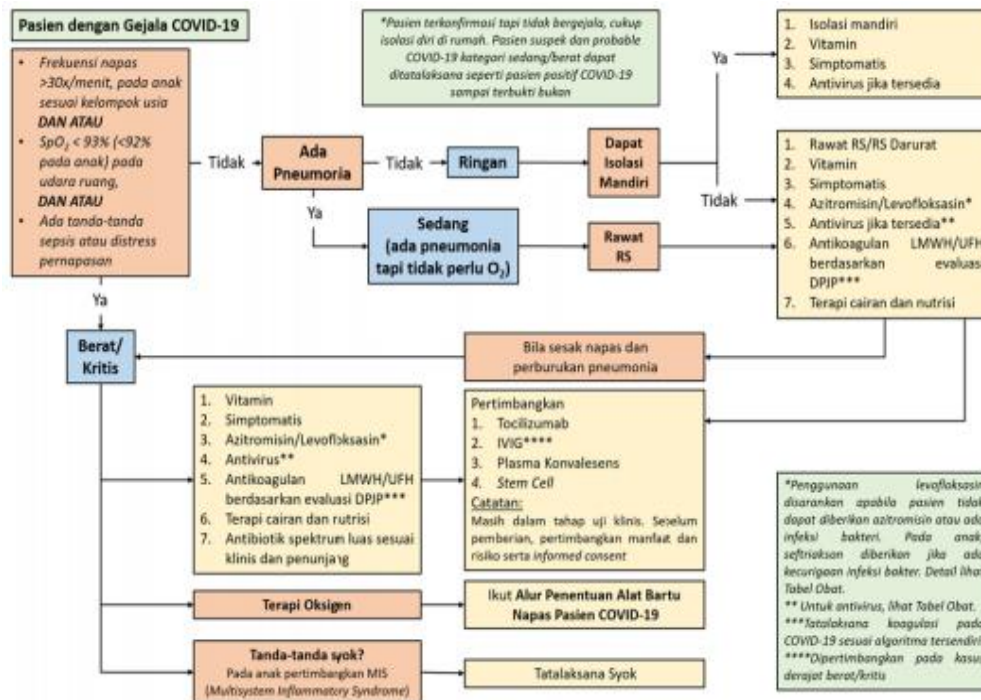 Pasien dengan Gejala COVID-19
• Frekuensi napas
>30x/menit, pada anak
sesuai kelompok usia
DAN ATAU
• SpO₂ < 93% (<92%
pada anak) pada
udara ruang,
DAN ATAU
• Ada tanda-tanda
sepsis atau distress
pernapasan
*Pasien terkonfirmasi tapi tidak bergejala, cukup
isolasi diri di rumah. Pasien suspek dan probable
COVID-19 kategori sedang/berat dapat
ditatalaksana seperti pasien positif COVID-19
sampai terbukti bukan
Tidak
Ada
Pneumoria
Tidak
Ringan
Dapat
Isolasi
Mandiri
Ya
1. Isolasi mandiri
2. Vitamin
3. Simptomatis
4. Antivirus jika tersedia
Tidak
Ya
Sedang
(ada pneumonia
tapi tidak perlu O₂)
Rawat
RS
1. Rawat RS/RS Darurat
2. Vitamin
3. Simptomatis
4. Azitromisin/Levofloksasin*
5. Antivirus jika tersedia**
6. Antikoagulan LMWH/UFH
berdasarkan evaluasi
DPJP***
7. Terapi cairan dan nutrisi
Ya
Berat/
Kritis
Bila sesak napas dan
perburukan pneumonia
1. Vitamin
2. Simptomatis
3. Azitromisin/Levofloksasin*
4. Antivirus**
5. Antikoagulan LMWH/UFH
berdasarkan evaluasi DPJP***
6. Terapi cairan dan nutrisi
7. Antibiotik spektrum luas sesuai
klinis dan penunjang
Pertimbangkan
1. Tocilizumab
2. IVIG****
3. Plasma Konvalesens
4. Stem Cell
Catatan:
Masih dalam tahap uji klinis. Sebelum
pemberian, pertimbangkan manfaat dan
risiko serta informed consent
Terapi Oksigen
Ikut Alur Penentuan Alat Bartu
Napas Pasien COVID-19
Tanda-tanda syok?
Pada anak pertimbangkan MIS
(Multisystem Inflammatory Syndrome)
Tatalaksana Syok
*Penggunaan levofloksasin
disarankan apabila pasien tidak
dapat diberikan azitromisin atau ada
infeksi bakteri. Pada anak,
seftriakson diberikan jika ada
kecurigaan infeksi bakter. Detail lihat
Tabel Obat.
** Untuk antivirus, lihat Tabel Obat.
***Tatalaksana koagulasi pada
COVID-19 sesuai algoritma tersendiri
****Dipertimbangkan pada kasus
derajat berat/kritis